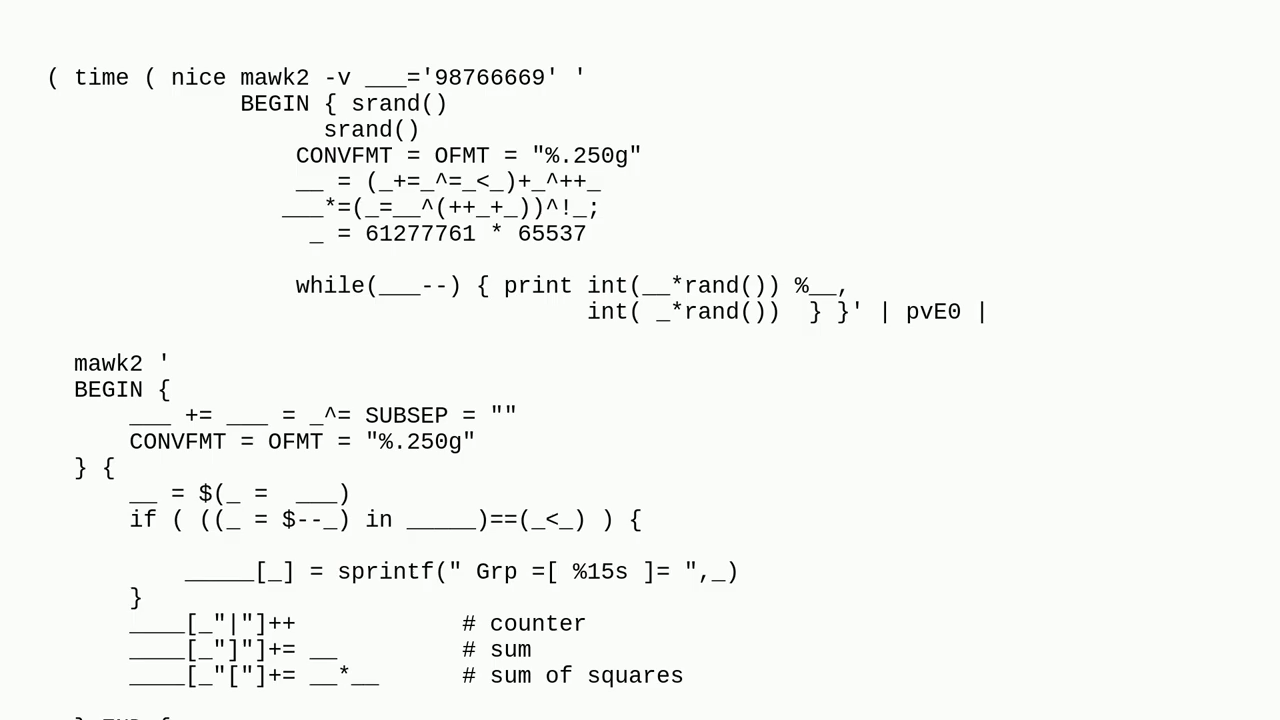 ( time ( nice mawk2 -v ___='98766669' '
BEGIN { srand()
srand()
CONVFMT = OFMT = "%.250g"
__ = (_+=_^=_<_)+_^++_
___*=(_=__^(++_+_))^!_;
_ = 61277761 * 65537
while(___--) { print int(__*rand()) %__,
int( _*rand())  } }' | pvE0 |
mawk2 '
BEGIN {
___ += ___ = _^= SUBSEP = ""
CONVFMT = OFMT = "%.250g"
} {
__ = $(_ =  ___)
if ( ((_ = $--_) in _____)==(_<_) ) {
_____[_] = sprintf(" Grp =[ %15s ]= ",_)
}
____[_"|"]++            # counter
____[_"]"]+= __         # sum
____[_"["]+= __*__      # sum of squares
} END {